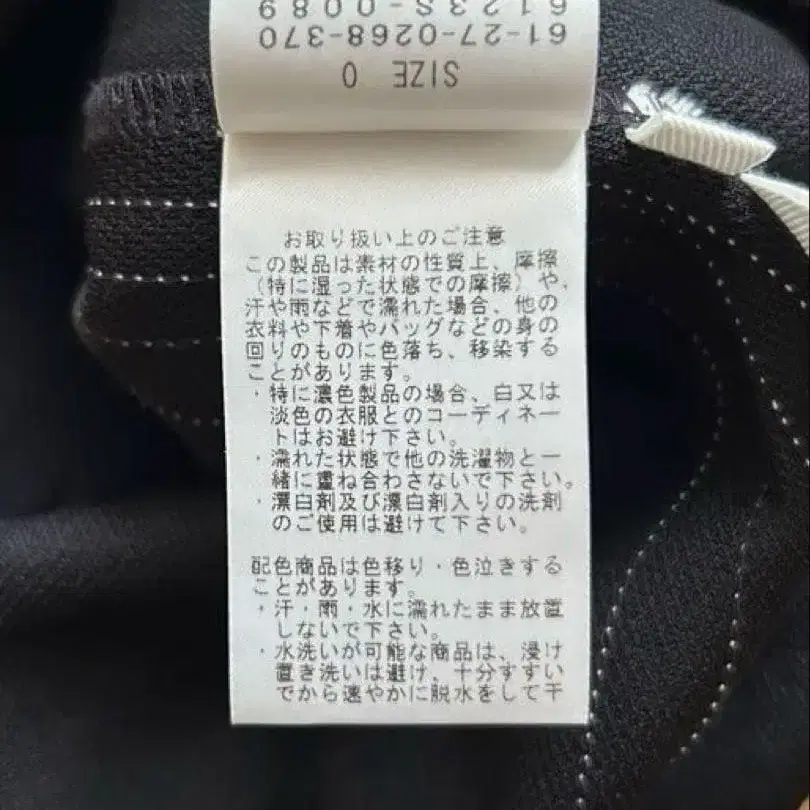 SIZE 0
61-27-0268-370
6123S-0089
お取り扱い上のご注意
この製品は素材の性質上、摩擦
(特に湿った状態での摩擦)や、
汗や雨などで濡れた場合、他の
衣料や下着やバッグなどの身の
回りのものに色落ち、移染する
ことがあります。
・特に濃色製品の場合、白又は
淡色の衣服とのコーディネー
トはお避け下さい。
・濡れた状態で他の洗濯物と一
緒に重ね合わさないで下さい。
・漂白剤及び漂白剤入りの洗剤
のご使用は避けて下さい。
配色商品は色移り・色泣きする
ことがあります。
・汗・雨・水に濡れたまま放置
しないで下さい。
・水洗いが可能な商品は、浸け
置き洗いは避け、十分すすい
でから速やかに脱水をして干